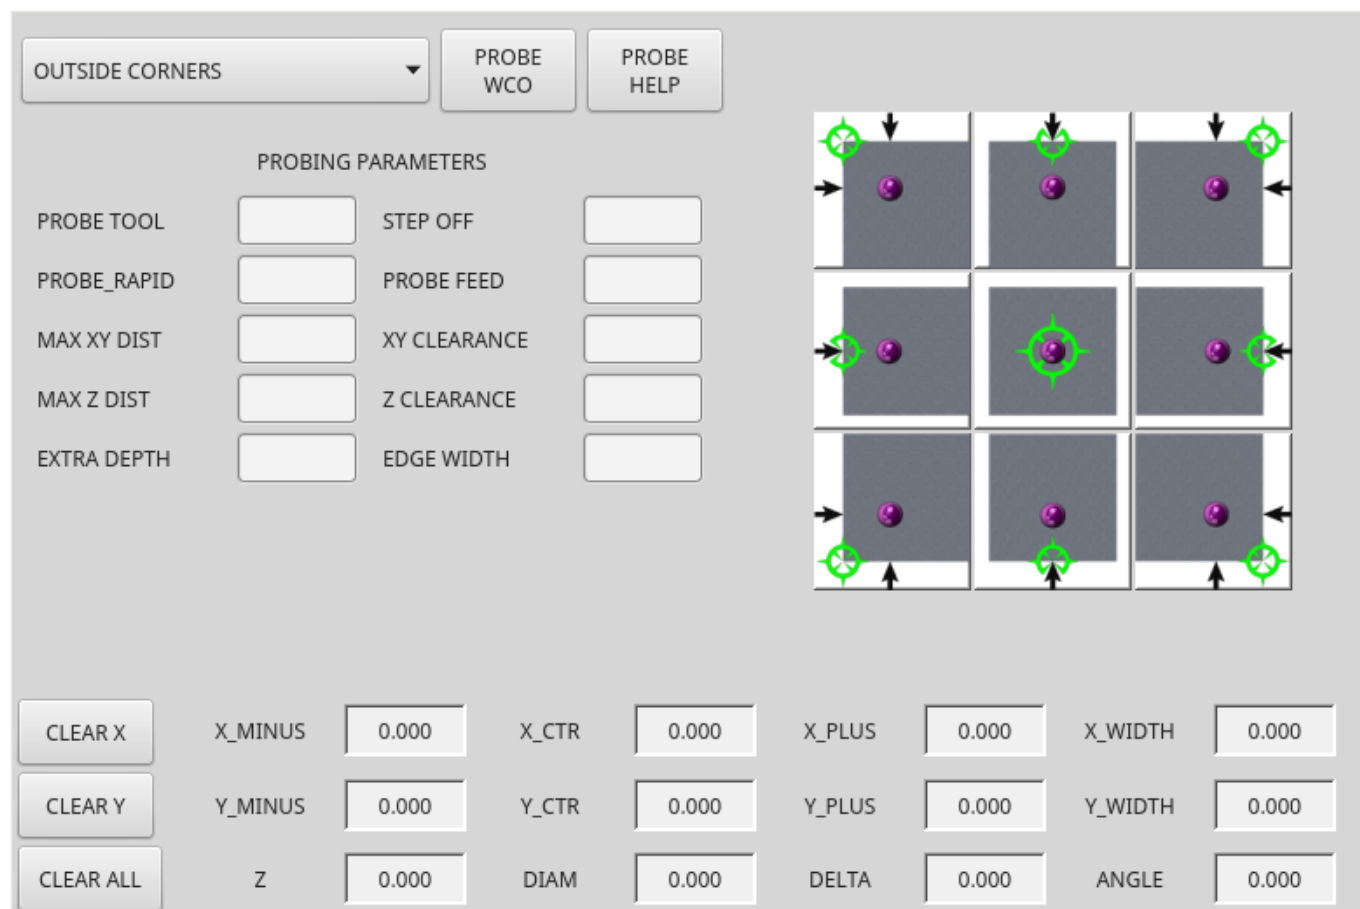 OUTSIDE CORNERS
PROBE
WCO
PROBE
HELP
PROBING PARAMETERS
PROBE TOOL
STEP OFF
PROBE_RAPID
PROBE FEED
MAX XY DIST
XY CLEARANCE
MAX Z DIST
Z CLEARANCE
EXTRA DEPTH
EDGE WIDTH
CLEAR X
X_MINUS
0.000
X_CTR
0.000
X_PLUS
0.000
X_WIDTH
0.000
CLEAR Y
Y_MINUS
0.000
Y_CTR
0.000
Y_PLUS
0.000
Y_WIDTH
0.000
CLEAR ALL
Z
0.000
DIAM
0.000
DELTA
0.000
ANGLE
0.000